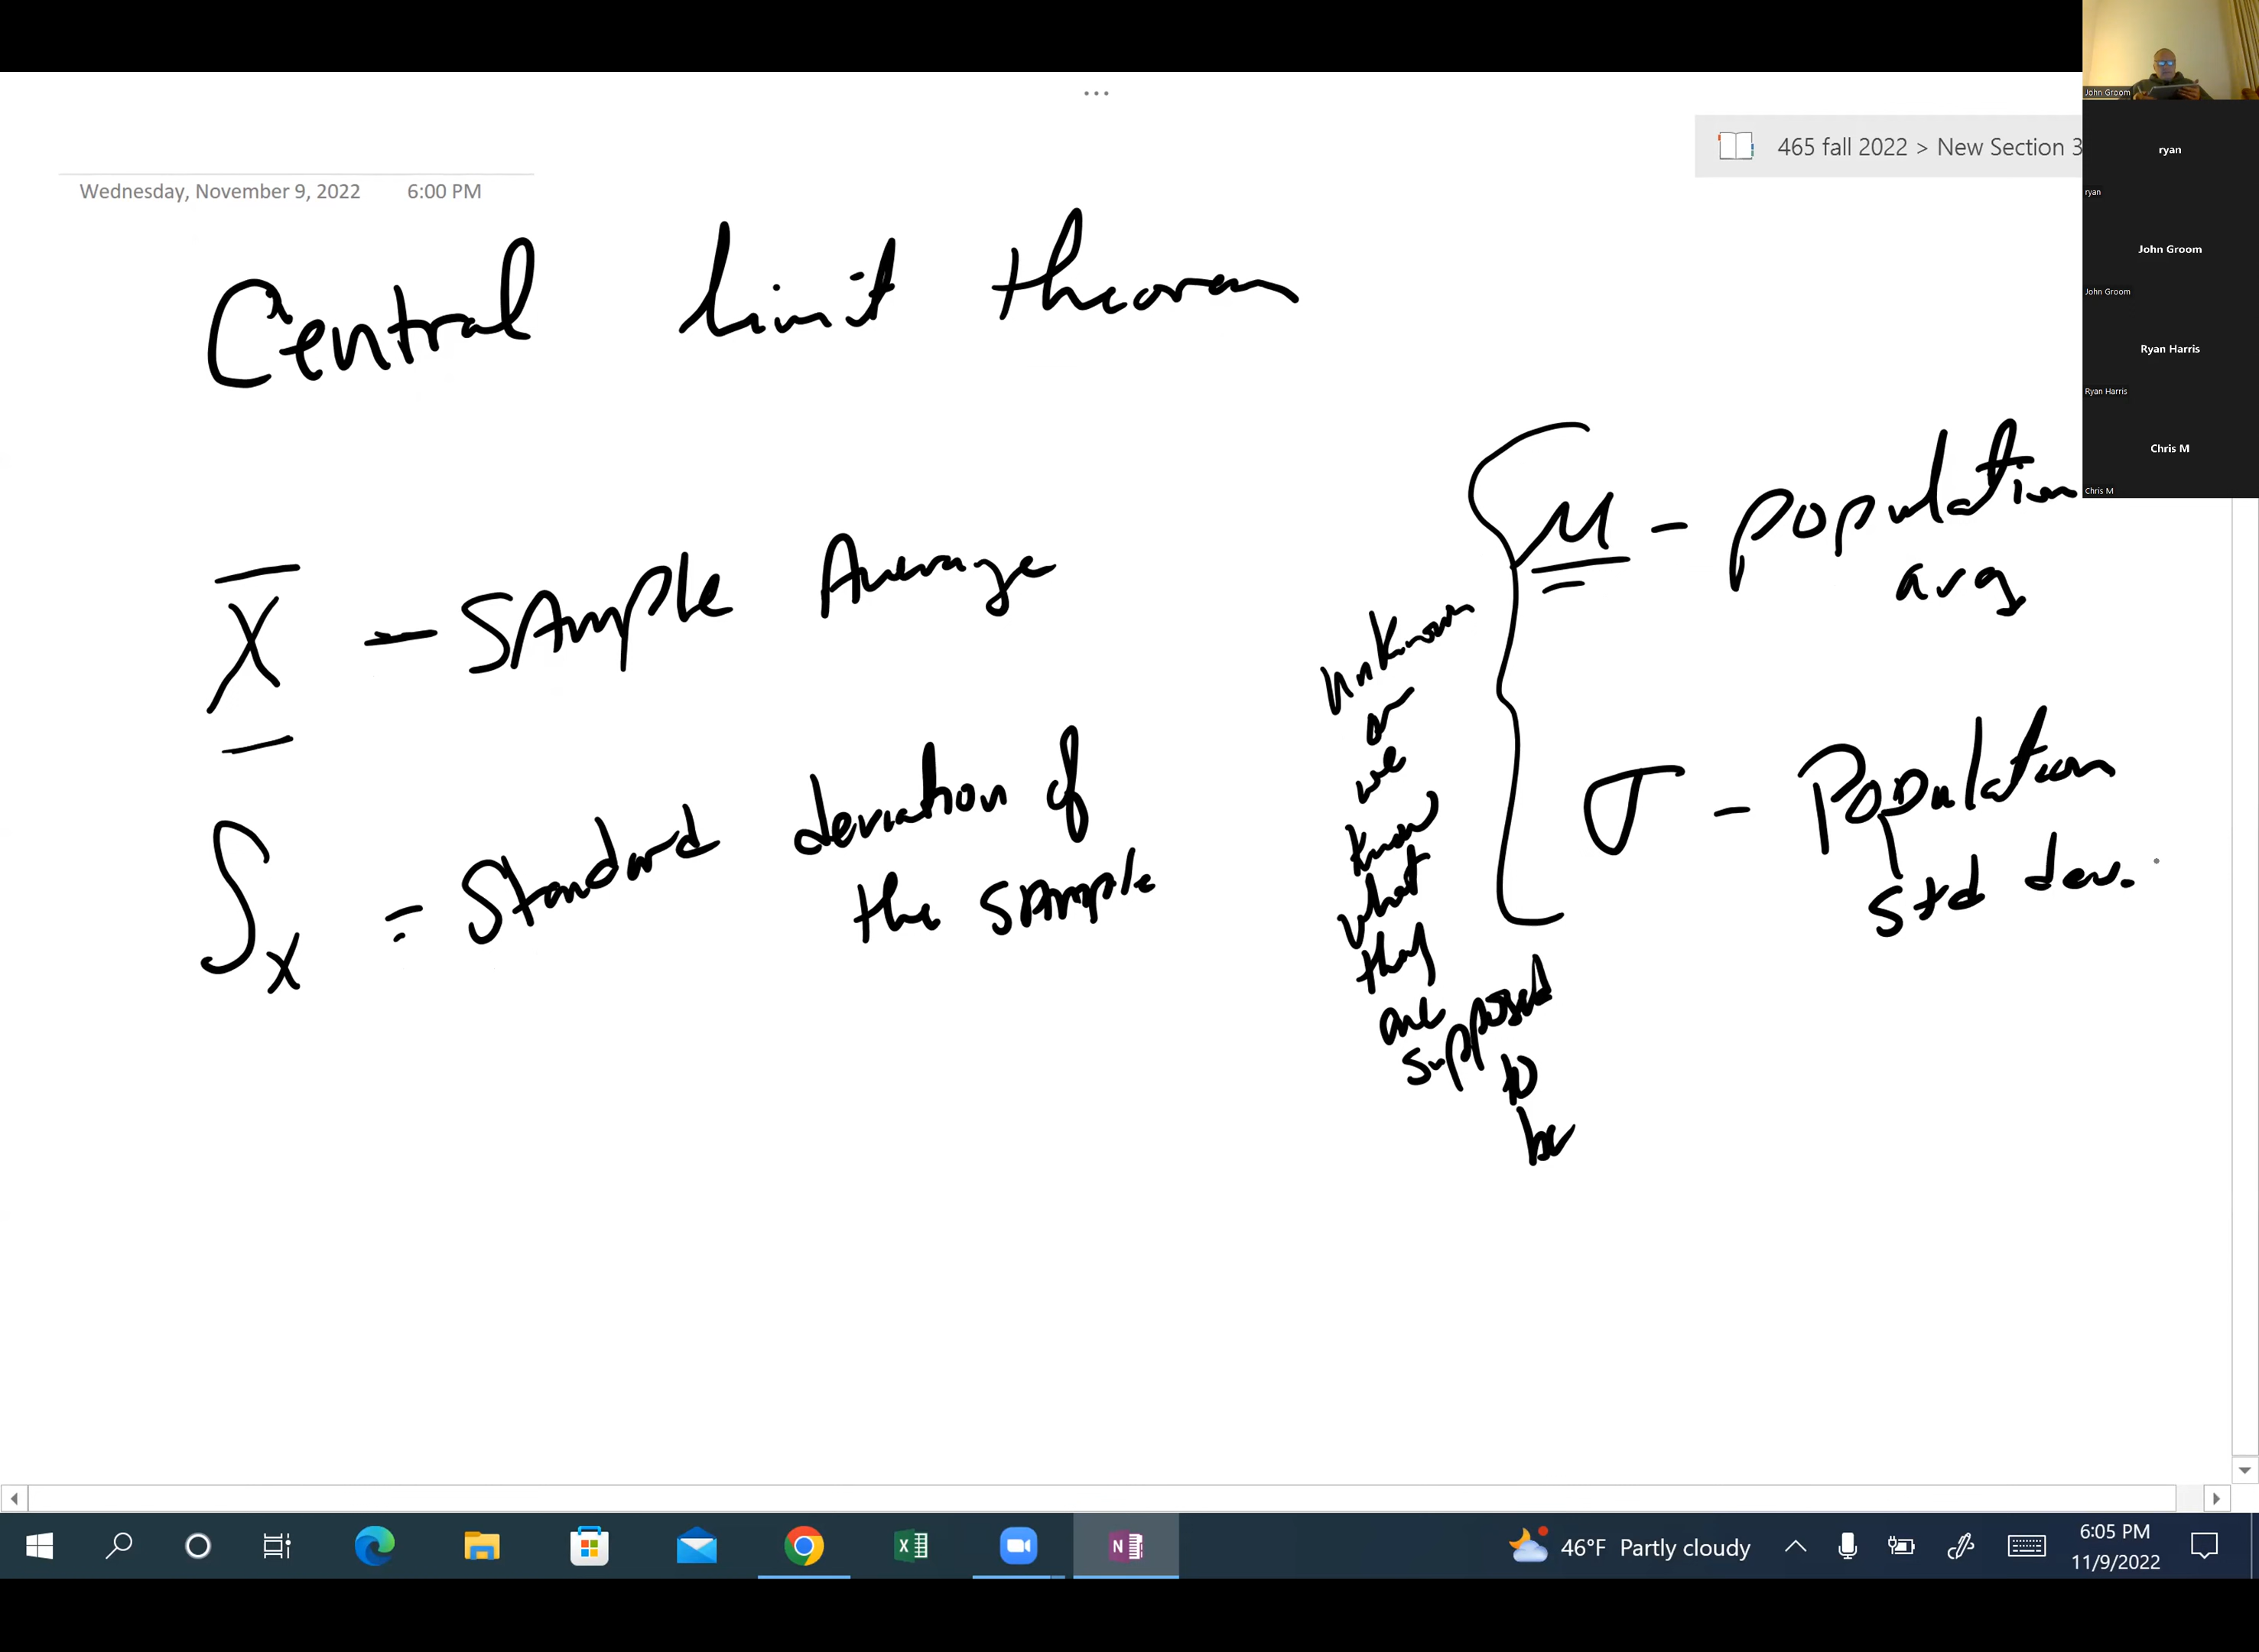 John Groom
465 fall 2022 > New Section 3
ryan
ryan
Wednesday, November 9, 2022 6:00 PM
John Groom
John Groom
Central limit theorem
Ryan Harris
Ryan Harris
Chris M
Chris M
X̄ — SAmple Average
Sx = Standard deviation of
the SAmple
μ – population
avg
σ – Population
Std dev.
unknown
or
we
know
what
they
are
supposed
to
be
46°F Partly cloudy
6:05 PM
11/9/2022